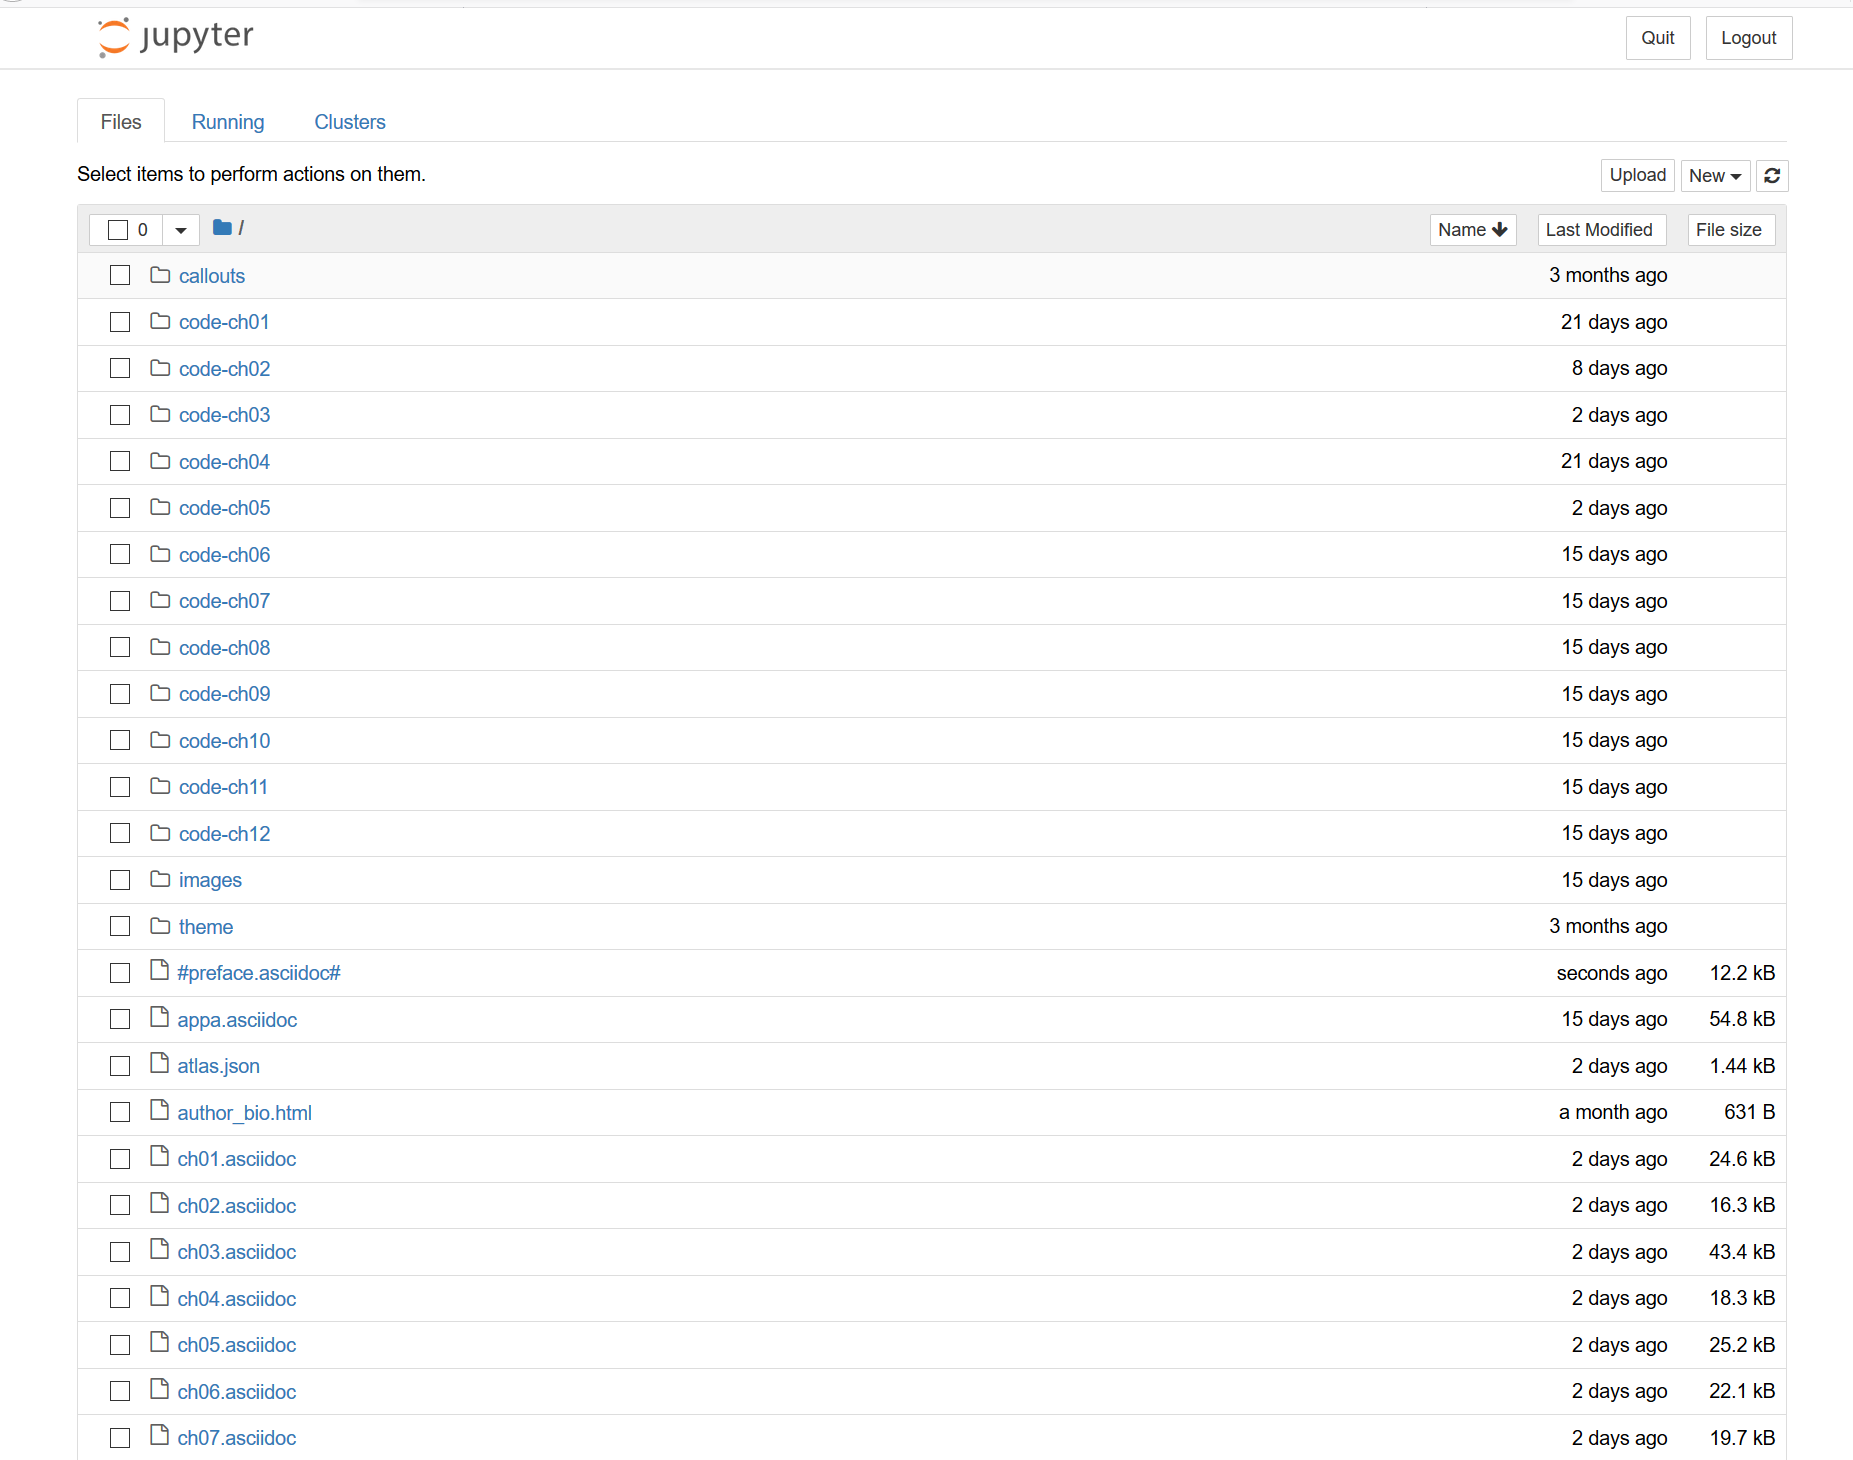 jupyter Quit Logout
Files Running Clusters
Select items to perform actions on them. Upload New
0 / Name Last Modified File size
callouts 3 months ago
code-ch01 21 days ago
code-ch02 8 days ago
code-ch03 2 days ago
code-ch04 21 days ago
code-ch05 2 days ago
code-ch06 15 days ago
code-ch07 15 days ago
code-ch08 15 days ago
code-ch09 15 days ago
code-ch10 15 days ago
code-ch11 15 days ago
code-ch12 15 days ago
images 15 days ago
theme 3 months ago
#preface.asciidoc# seconds ago 12.2 kB
appa.asciidoc 15 days ago 54.8 kB
atlas.json 2 days ago 1.44 kB
author_bio.html a month ago 631 B
ch01.asciidoc 2 days ago 24.6 kB
ch02.asciidoc 2 days ago 16.3 kB
ch03.asciidoc 2 days ago 43.4 kB
ch04.asciidoc 2 days ago 18.3 kB
ch05.asciidoc 2 days ago 25.2 kB
ch06.asciidoc 2 days ago 22.1 kB
ch07.asciidoc 2 days ago 19.7 kB